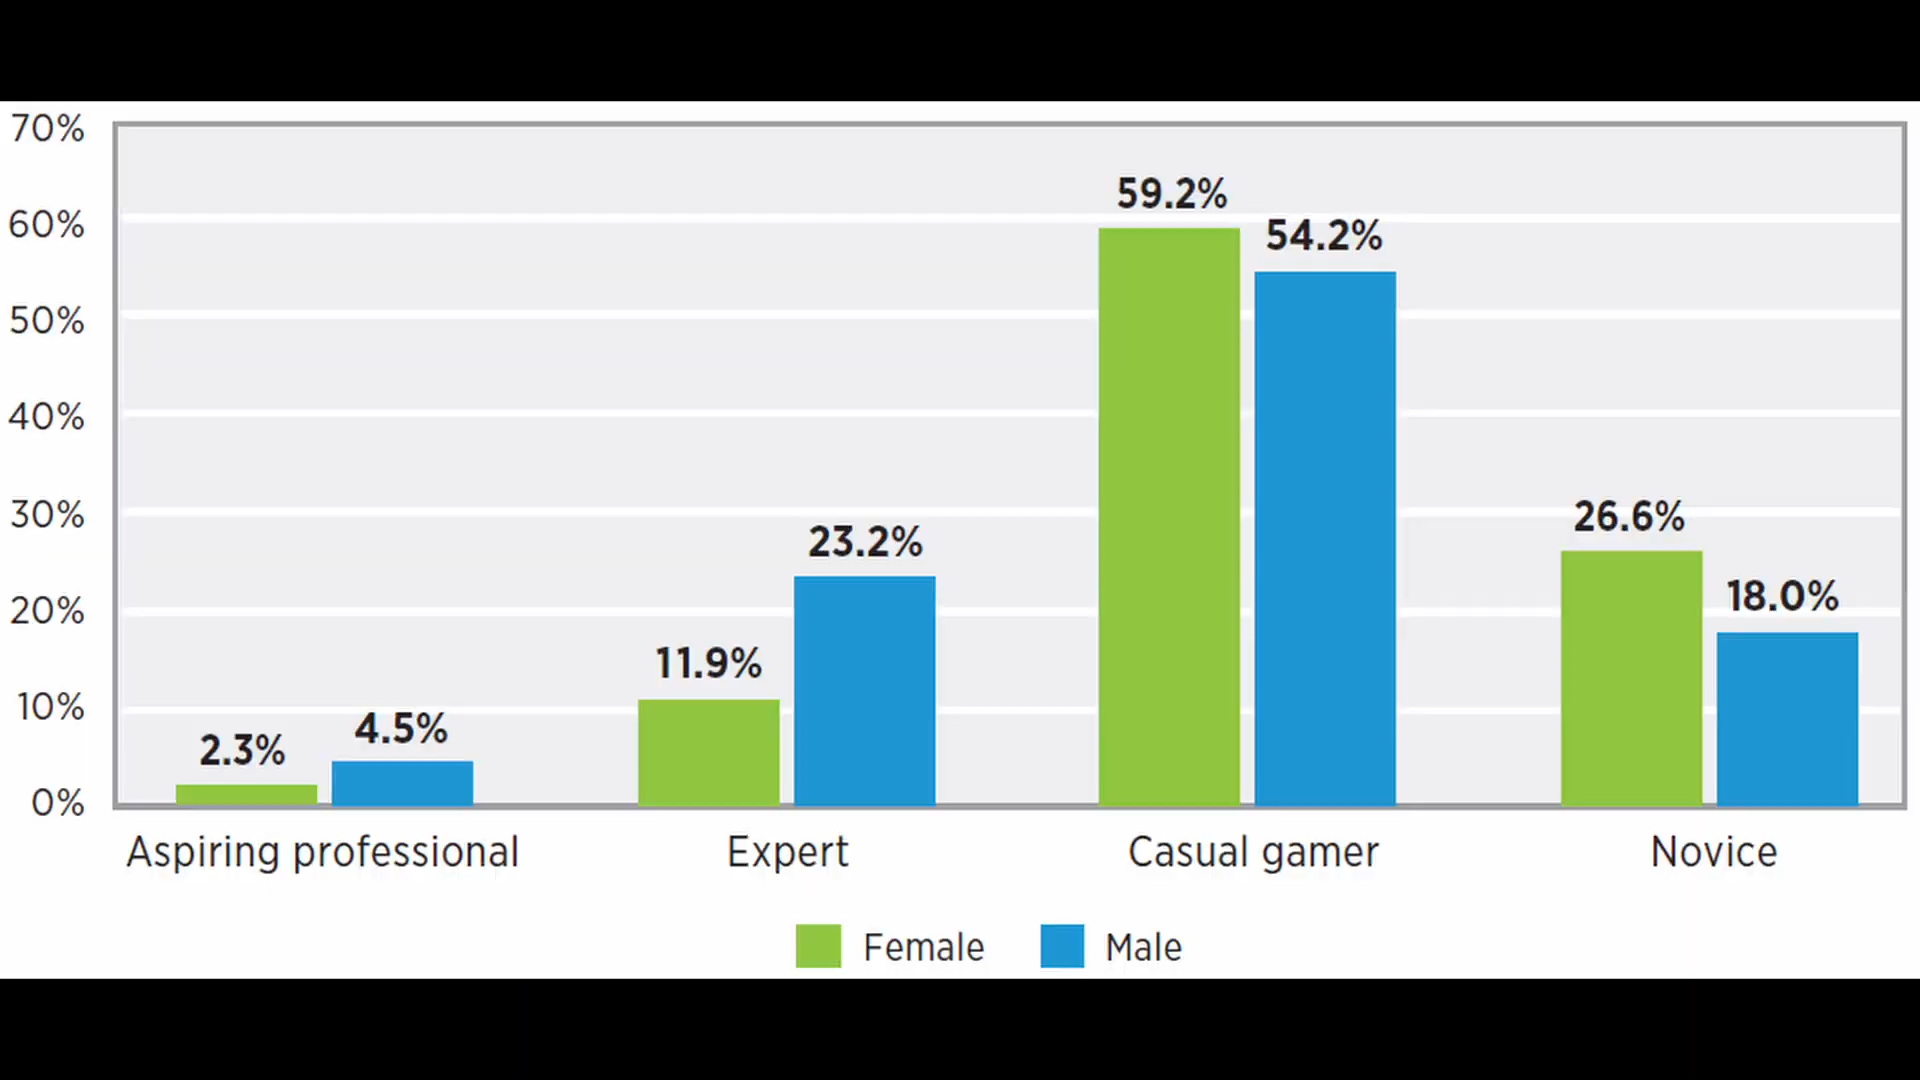 70%
60%
50%
40%
30%
20%
10%
0%
2.3%
4.5%
11.9%
23.2%
59.2%
54.2%
26.6%
18.0%
Aspiring professional
Expert
Casual gamer
Novice
Female
Male